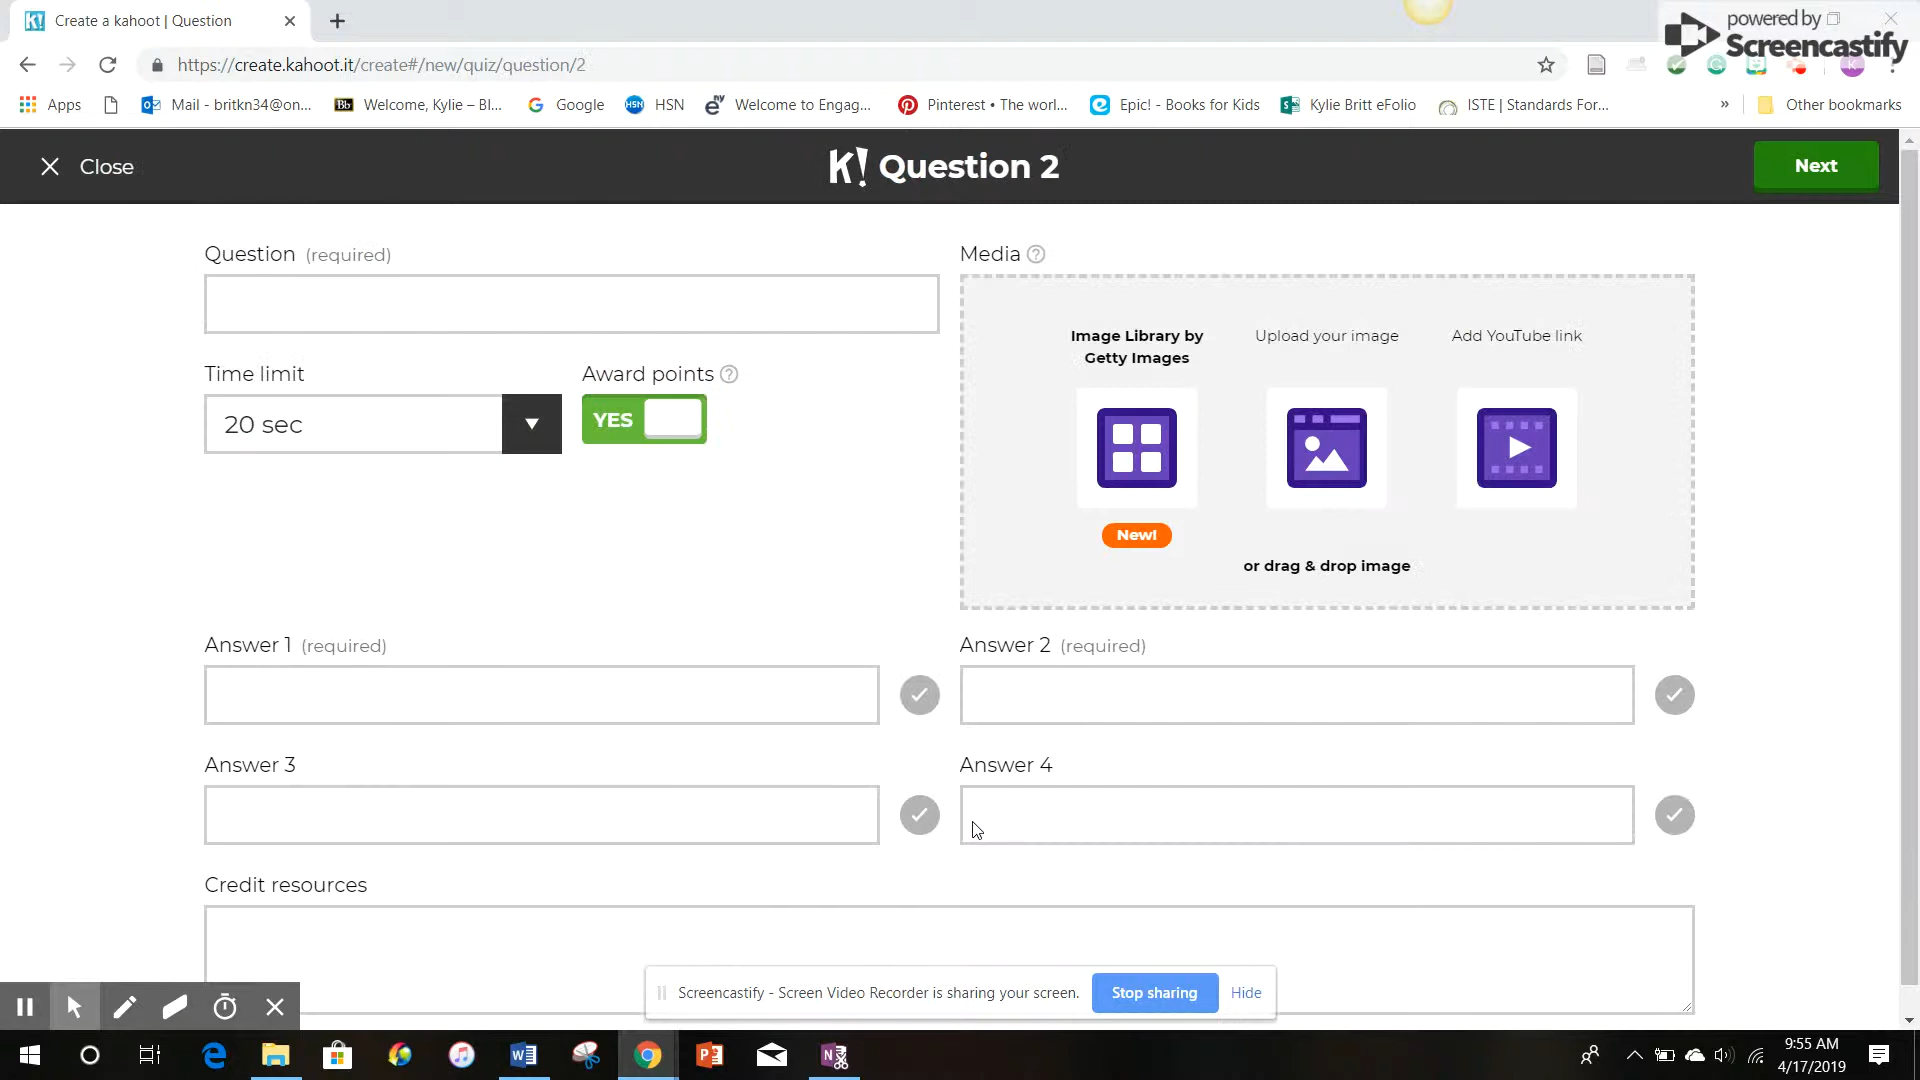 Create a kahoot | Question
powered by
Screencastify
https://create.kahoot.it/create#/new/quiz/question/2
Apps
Mail - britkn34@on...
Bb Welcome, Kylie – Bl...
Google
HSN HSN
Welcome to Engag...
Pinterest • The worl...
Epic! - Books for Kids
Kylie Britt eFolio
ISTE | Standards For...
»
Other bookmarks
Close
K! Question 2
Next
Question (required)
Media
Time limit
Award points
20 sec
YES
Image Library by
Getty Images
Upload your image
Add YouTube link
New!
or drag & drop image
Answer 1 (required)
Answer 2 (required)
Answer 3
Answer 4
Credit resources
Screencastify - Screen Video Recorder is sharing your screen.
Stop sharing
Hide
9:55 AM
4/17/2019